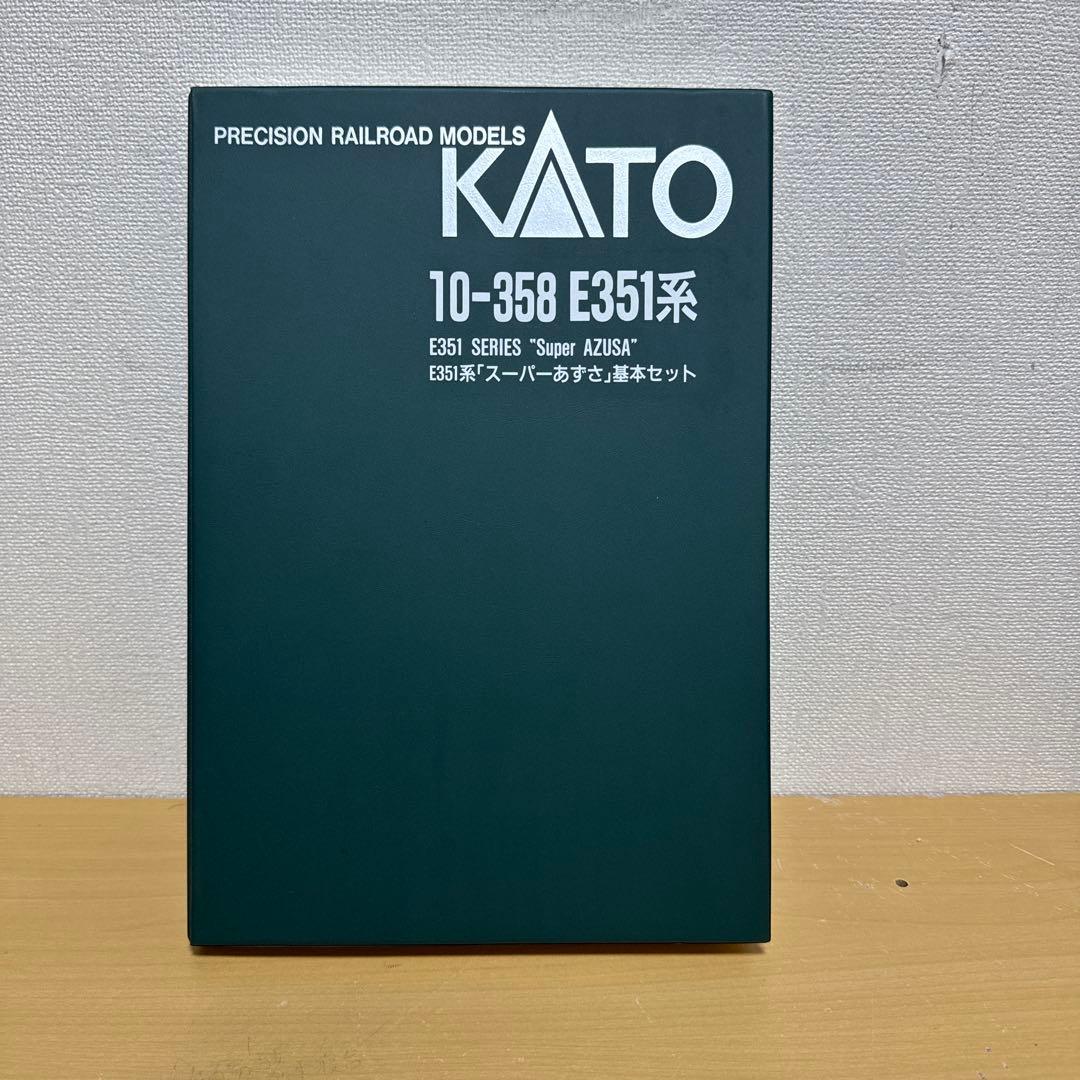 PRECISION RAILROAD MODELS
KATO
10-358 E351系
E351 SERIES "Super AZUSA"
E351系「スーパーあずさ」基本セット